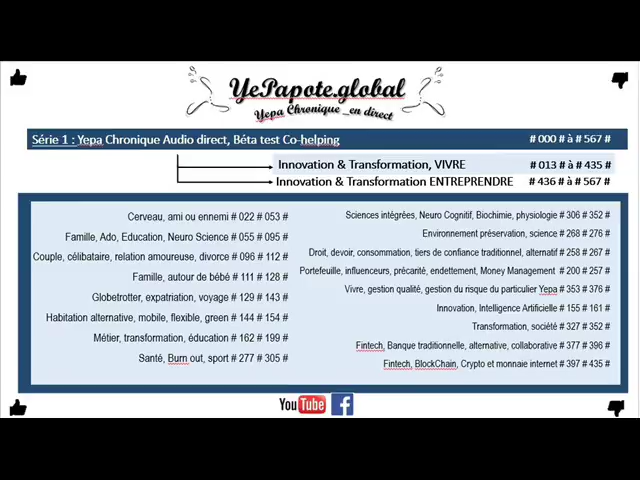 YePapote.global
Yepa Chronique _en direct
Série 1 : Yepa Chronique Audio direct, Béta test Co-helping # 000 # à # 567 #
Innovation & Transformation, VIVRE # 013 # à # 435 #
Innovation & Transformation ENTREPRENDRE # 436 # à # 567 #
Cerveau, ami ou ennemi # 022 # 053 #
Famille, Ado, Education, Neuro Science # 055 # 095 #
Couple, célibataire, relation amoureuse, divorce # 096 # 112 #
Famille, autour de bébé # 111 # 128 #
Globetrotter, expatriation, voyage # 129 # 143 #
Habitation alternative, mobile, flexible, green # 144 # 154 #
Métier, transformation, éducation # 162 # 199 #
Santé, Burn out, sport # 277 # 305 #
Sciences intégrées, Neuro Cognitif, Biochimie, physiologie # 306 # 352 #
Environnement préservation, science # 268 # 276 #
Droit, devoir, consommation, tiers de confiance traditionnel, alternatif # 258 # 267 #
Portefeuille, influenceurs, précarité, endettement, Money Management # 200 # 257 #
Vivre, gestion qualité, gestion du risque du particulier Yepa # 353 # 376 #
Innovation, Intelligence Artificielle # 155 # 161 #
Transformation, société # 327 # 352 #
Fintech, Banque traditionnelle, alternative, collaborative # 377 # 396 #
Fintech, BlockChain, Crypto et monnaie internet # 397 # 435 #
YouTube f